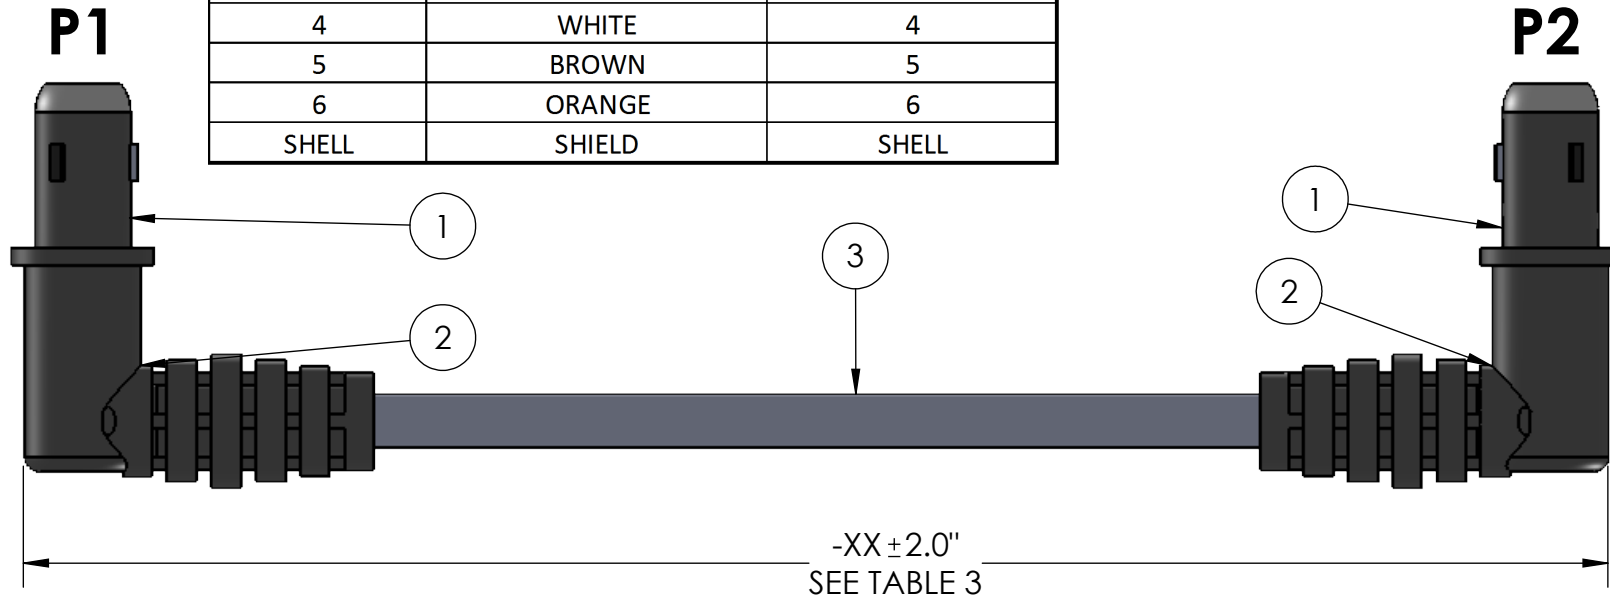 P1
P2
4 WHITE 4
5 BROWN 5
6 ORANGE 6
SHELL SHIELD SHELL
1
1
3
2
2
-XX ±2.0"
SEE TABLE 3